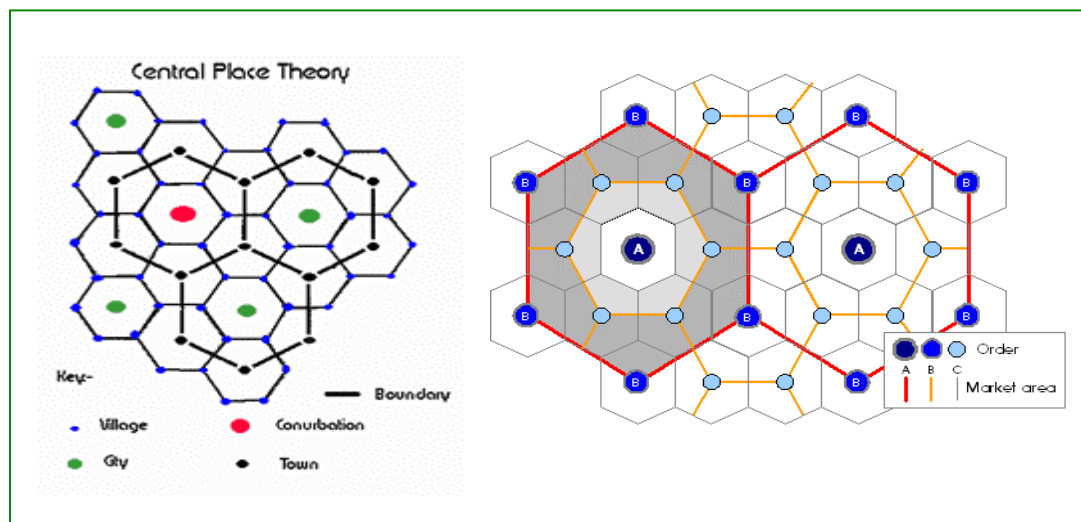 Central Place Theory
Key:-
Boundary
Village
Conurbation
City
Town
B
B
B
B
B
B
A
A
B
B
B
B
B
Order
A B C
Market area